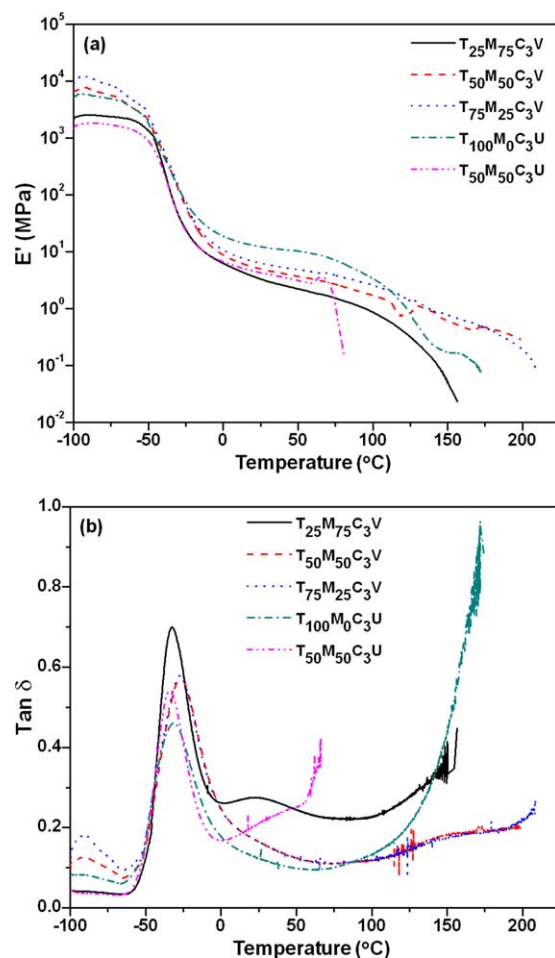 (a)
T25M75C3V
T50M50C3V
T75M25C3V
T100M0C3U
T50M50C3U
10^5
10^4
10^3
10^2
10^1
10^0
10^-1
10^-2
E' (MPa)
-100 -50 0 50 100 150 200
Temperature (°C)
(b)
T25M75C3V
T50M50C3V
T75M25C3V
T100M0C3U
T50M50C3U
1.0
0.8
0.6
0.4
0.2
0.0
Tan δ
-100 -50 0 50 100 150 200
Temperature (°C)